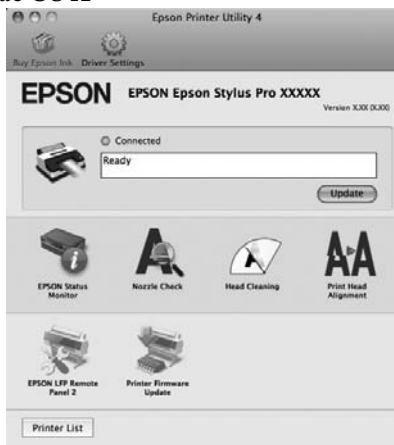 Epson Printer Utility 4
Buy Epson Ink
Driver Settings
EPSON
EPSON Epson Stylus Pro XXXXX
Version X.XX (X.XX)
Connected
Ready
Update
EPSON Status
Monitor
Nozzle Check
Head Cleaning
Print Head
Alignment
EPSON LFP Remote
Panel 2
Printer Firmware
Update
Printer List